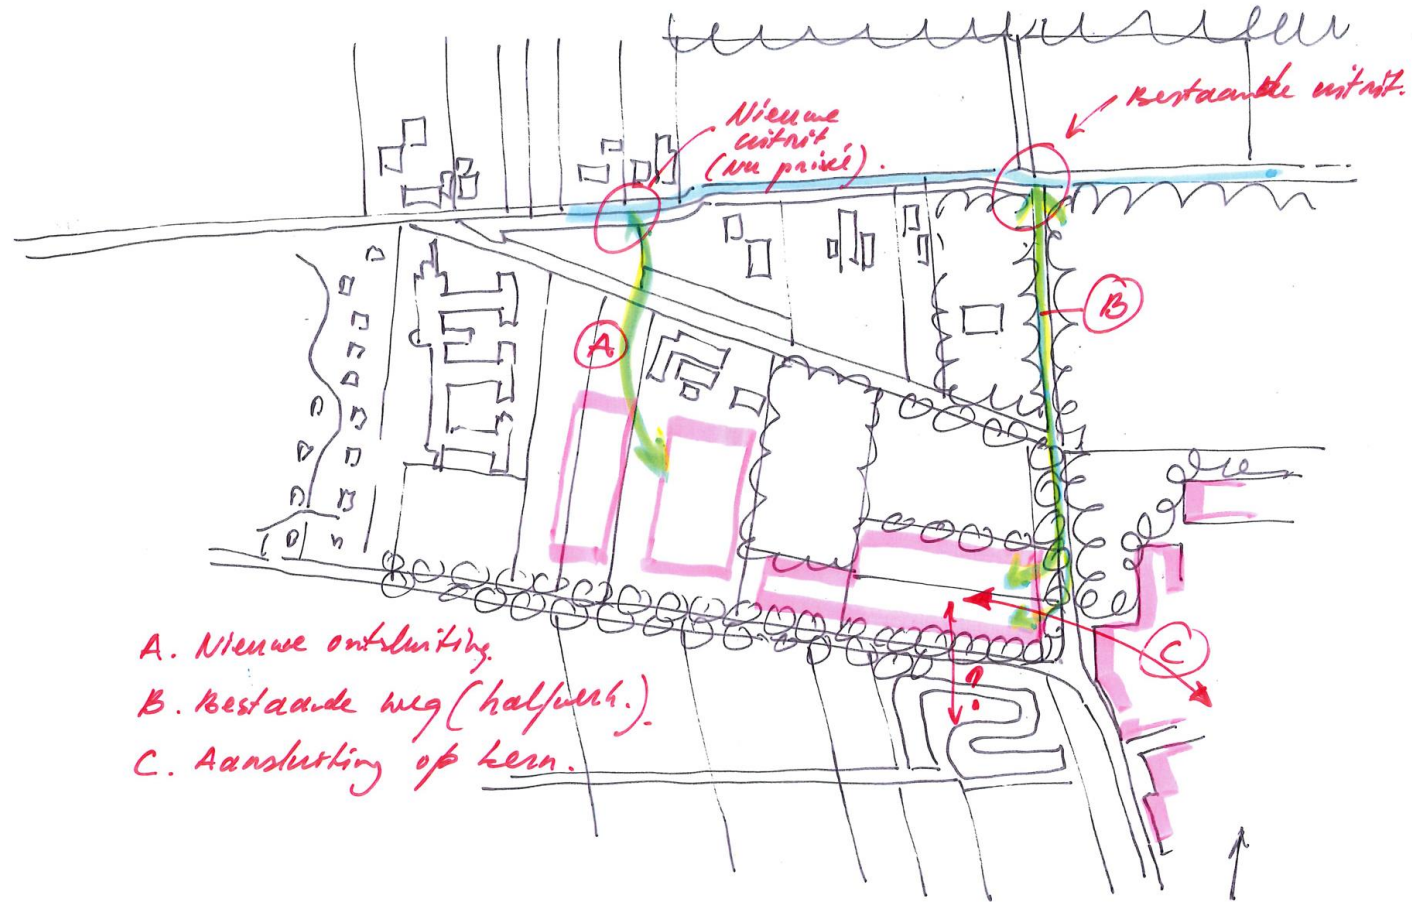 Bestaande uitrit.
Nieuwe
uitrit
(nu privé).
B
A
C
?
A. Nieuwe ontsluiting.
B. Bestaande weg (halfverh.).
C. Aansluiting op kern.